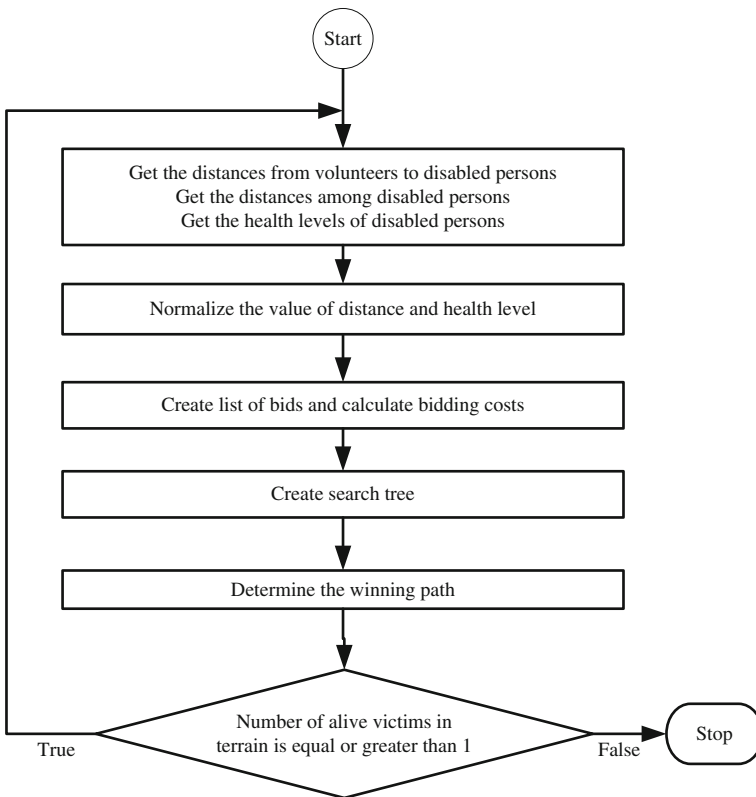 Start
Get the distances from volunteers to disabled persons
Get the distances among disabled persons
Get the health levels of disabled persons
Normalize the value of distance and health level
Create list of bids and calculate bidding costs
Create search tree
Determine the winning path
Number of alive victims in
terrain is equal or greater than 1
True
False
Stop